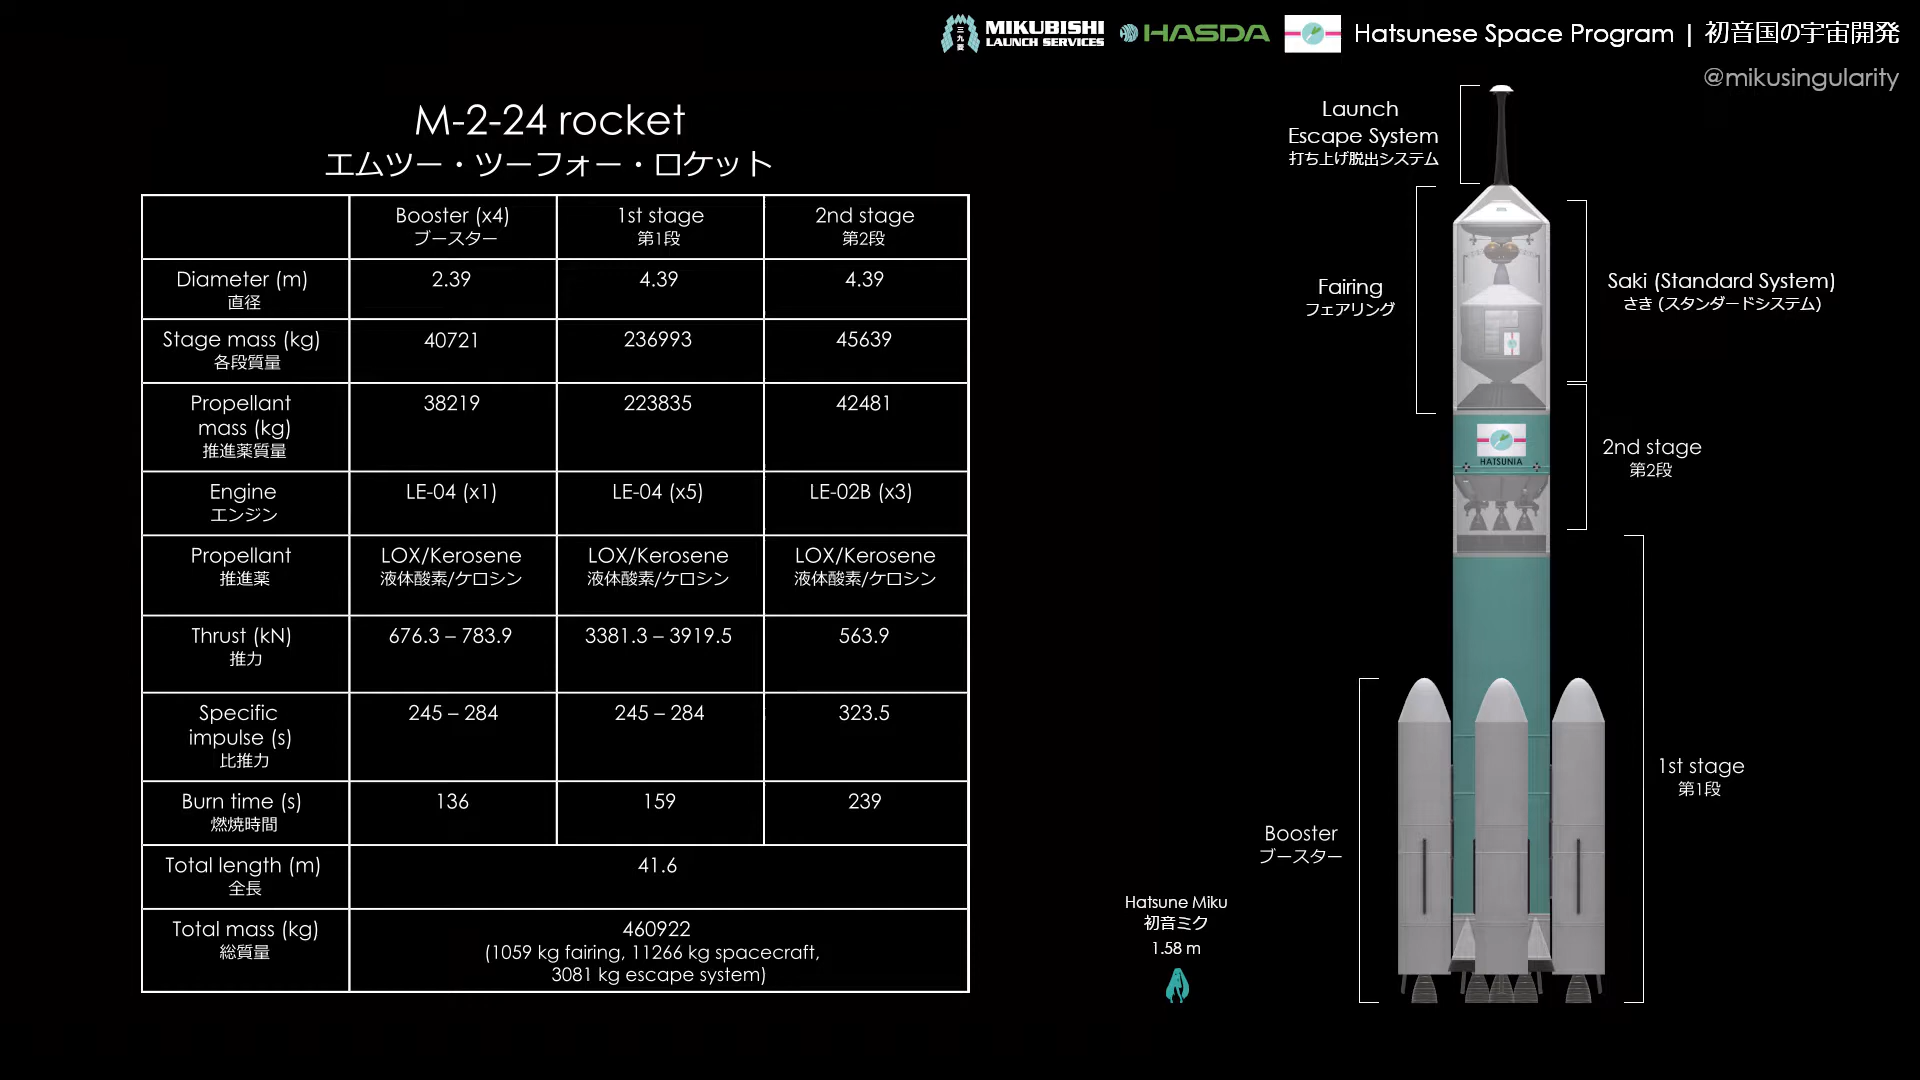 三九菱
MIKUBISHI
LAUNCH SERVICES
HASDA
Hatsunese Space Program | 初音国の宇宙開発
@mikusingularity
M-2-24 rocket
エムツー・ツーフォー・ロケット
Booster (x4)
ブースター
1st stage
第1段
2nd stage
第2段
Diameter (m)
直径
2.39
4.39
4.39
Stage mass (kg)
各段質量
40721
236993
45639
Propellant
mass (kg)
推進薬質量
38219
223835
42481
Engine
エンジン
LE-04 (x1)
LE-04 (x5)
LE-02B (x3)
Propellant
推進薬
LOX/Kerosene
液体酸素/ケロシン
LOX/Kerosene
液体酸素/ケロシン
LOX/Kerosene
液体酸素/ケロシン
Thrust (kN)
推力
676.3 – 783.9
3381.3 – 3919.5
563.9
Specific
impulse (s)
比推力
245 – 284
245 – 284
323.5
Burn time (s)
燃焼時間
136
159
239
Total length (m)
全長
41.6
Total mass (kg)
総質量
460922
(1059 kg fairing, 11266 kg spacecraft,
3081 kg escape system)
Launch
Escape System
打ち上げ脱出システム
Fairing
フェアリング
Saki (Standard System)
さき (スタンダードシステム)
HATSUNIA
2nd stage
第2段
1st stage
第1段
Booster
ブースター
Hatsune Miku
初音ミク
1.58 m